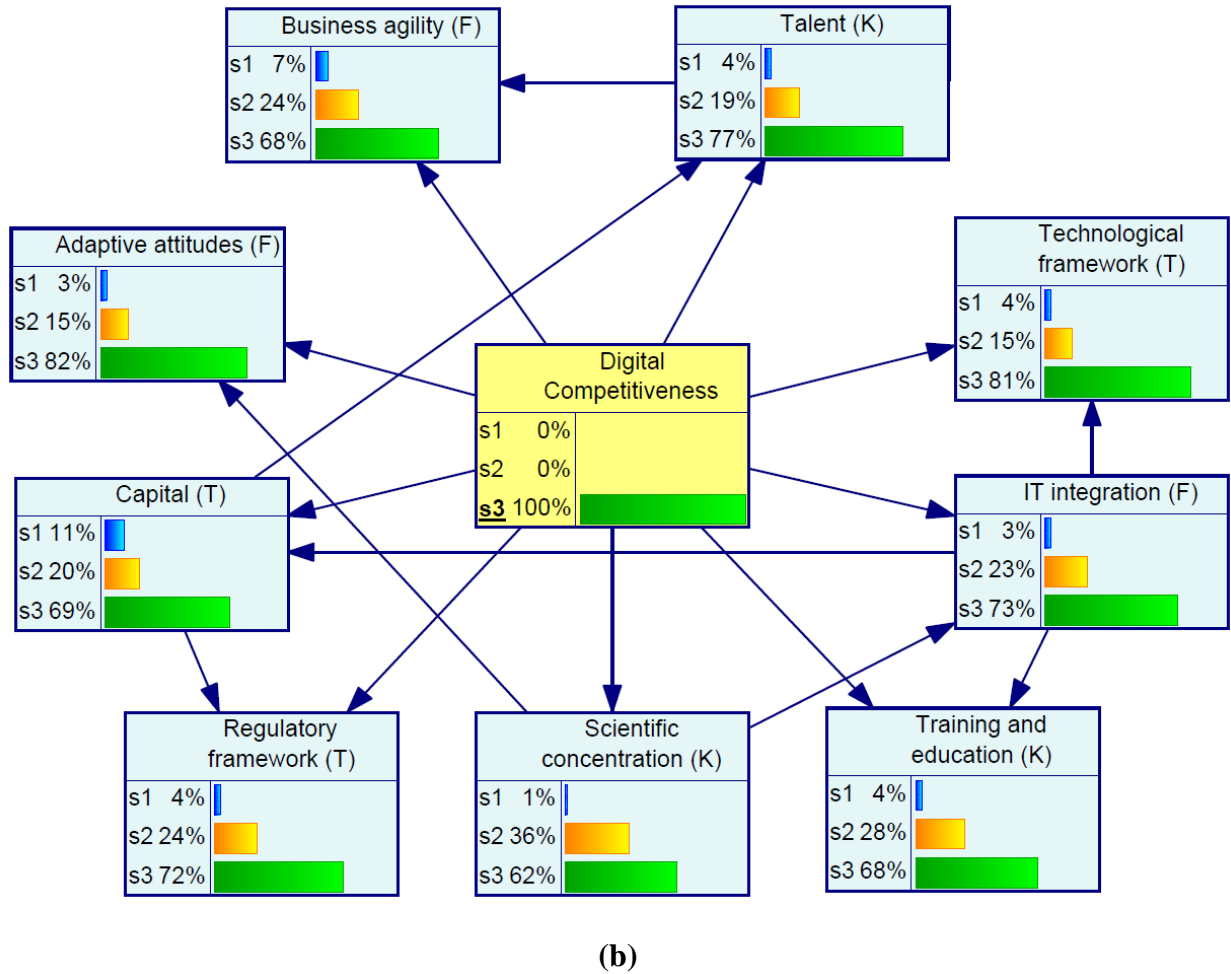 Business agility (F)
s1 7%
s2 24%
s3 68%
Talent (K)
s1 4%
s2 19%
s3 77%
Adaptive attitudes (F)
s1 3%
s2 15%
s3 82%
Technological
framework (T)
s1 4%
s2 15%
s3 81%
Digital
Competitiveness
s1 0%
s2 0%
s3 100%
Capital (T)
s1 11%
s2 20%
s3 69%
IT integration (F)
s1 3%
s2 23%
s3 73%
Regulatory
framework (T)
s1 4%
s2 24%
s3 72%
Scientific
concentration (K)
s1 1%
s2 36%
s3 62%
Training and
education (K)
s1 4%
s2 28%
s3 68%
(b)